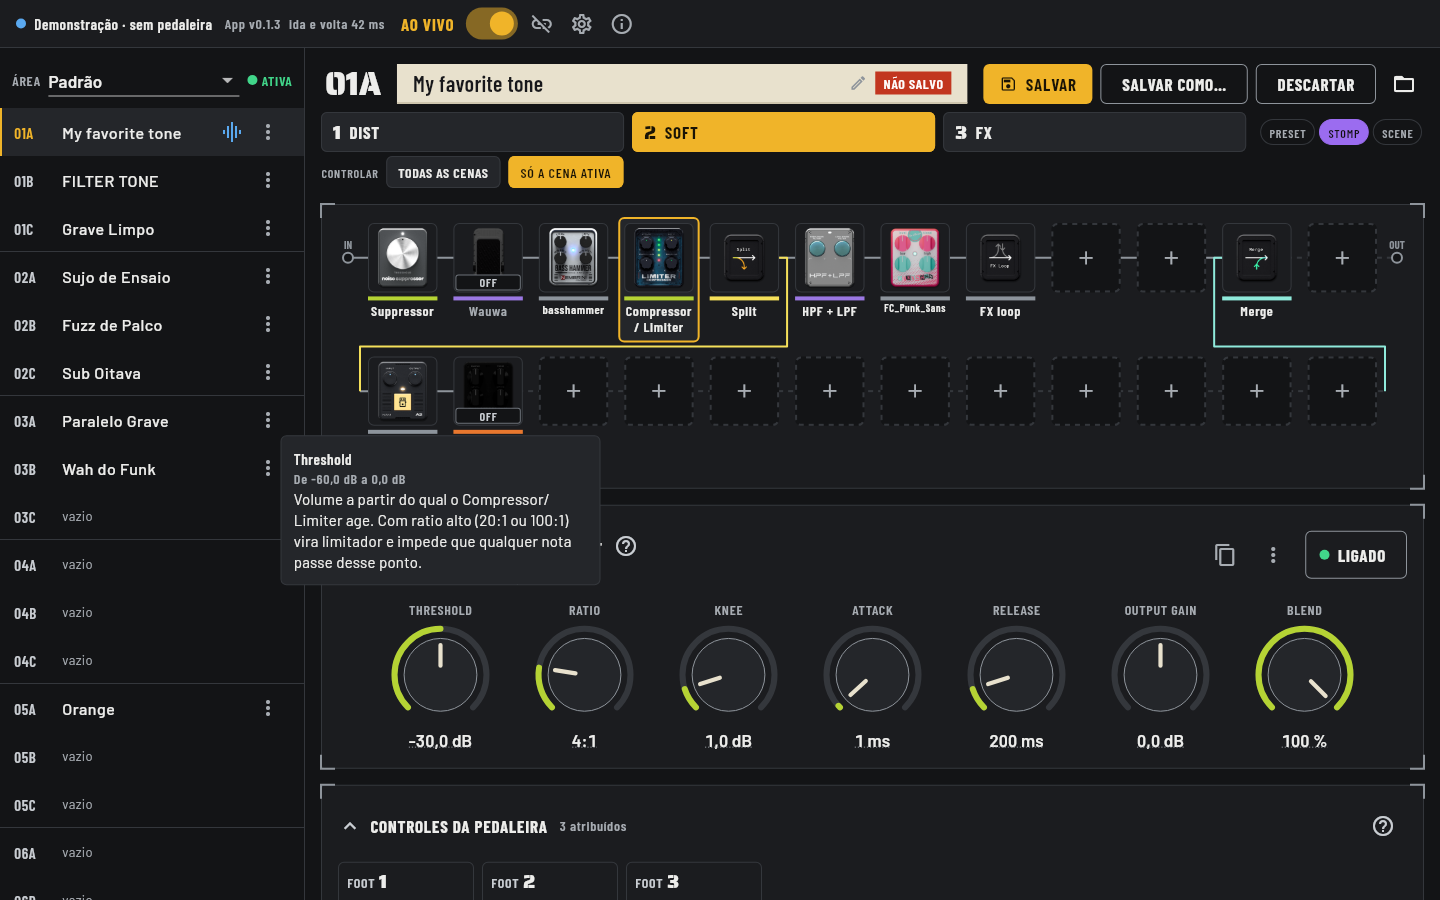 Demonstração · sem pedaleira App v0.1.3 Ida e volta 42 ms AO VIVO
ÁREA Padrão ATIVA
01A My favorite tone
01B FILTER TONE
01C Grave Limpo
02A Sujo de Ensaio
02B Fuzz de Palco
02C Sub Oitava
03A Paralelo Grave
03B Wah do Funk
03C vazio
04A vazio
04B vazio
04C vazio
05A Orange
05B vazio
05C vazio
06A vazio
01A My favorite tone NÃO SALVO SALVAR SALVAR COMO... DESCARTAR
1 DIST 2 SOFT 3 FX PRESET STOMP SCENE
CONTROLAR TODAS AS CENAS SÓ A CENA ATIVA
IN OUT
OFF
Split
LIMITER
HPF+LPF
FX Loop
Merge
Suppressor Wauwa basshammer Compressor / Limiter Split HPF + LPF FC_Punk_Sans FX loop Merge
OFF
Threshold
De -60,0 dB a 0,0 dB
Volume a partir do qual o Compressor/
Limiter age. Com ratio alto (20:1 ou 100:1)
vira limitador e impede que qualquer nota
passe desse ponto.
LIGADO
THRESHOLD RATIO KNEE ATTACK RELEASE OUTPUT GAIN BLEND
-30,0 dB 4:1 1,0 dB 1 ms 200 ms 0,0 dB 100 %
CONTROLES DA PEDALEIRA 3 atribuídos
FOOT 1 FOOT 2 FOOT 3